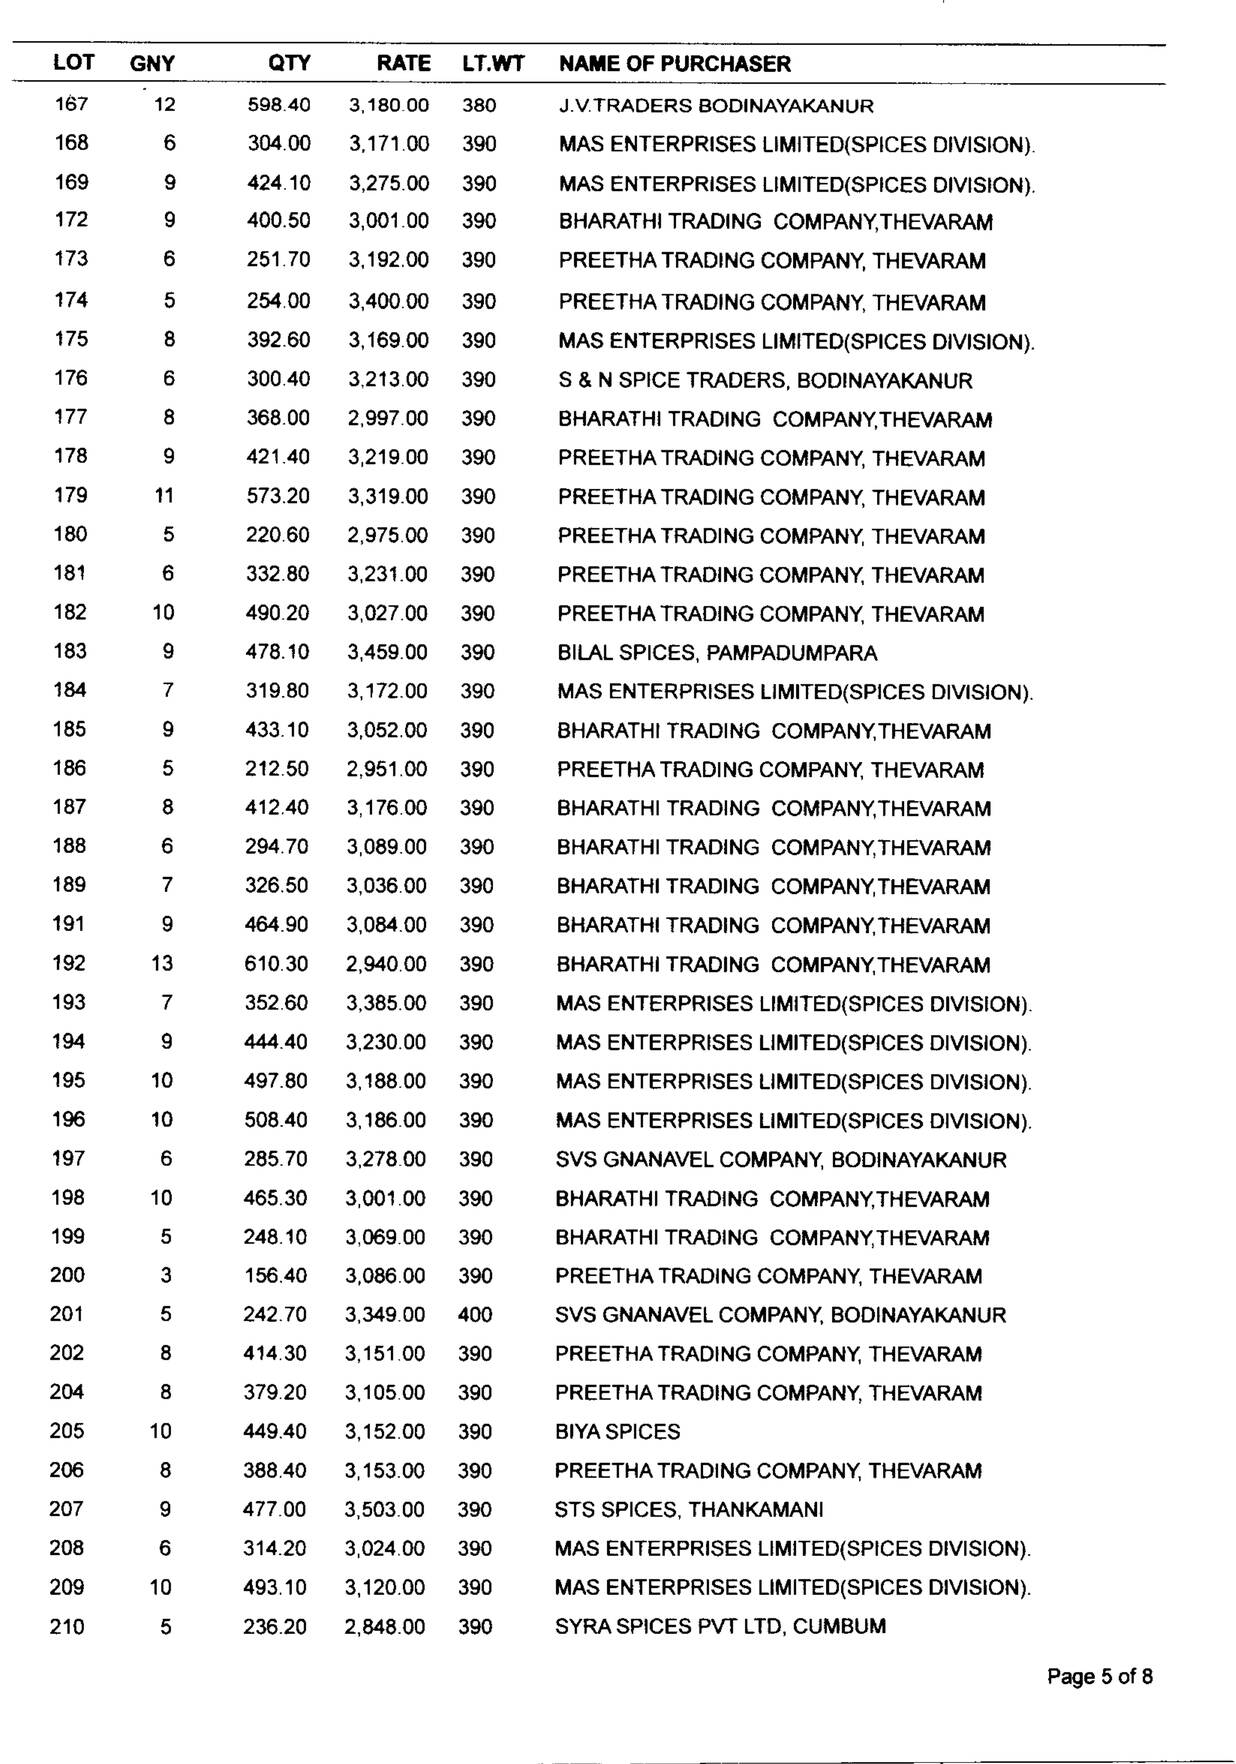 LOT GNY QTY RATE LT.WT NAME OF PURCHASER
167 12 598.40 3,180.00 380 J.V.TRADERS BODINAYAKANUR
168 6 304.00 3,171.00 390 MAS ENTERPRISES LIMITED(SPICES DIVISION).
169 9 424.10 3,275.00 390 MAS ENTERPRISES LIMITED(SPICES DIVISION).
172 9 400.50 3,001.00 390 BHARATHI TRADING COMPANY,THEVARAM
173 6 251.70 3,192.00 390 PREETHA TRADING COMPANY, THEVARAM
174 5 254.00 3,400.00 390 PREETHA TRADING COMPANY, THEVARAM
175 8 392.60 3,169.00 390 MAS ENTERPRISES LIMITED(SPICES DIVISION).
176 6 300.40 3,213.00 390 S & N SPICE TRADERS, BODINAYAKANUR
177 8 368.00 2,997.00 390 BHARATHI TRADING COMPANY,THEVARAM
178 9 421.40 3,219.00 390 PREETHA TRADING COMPANY, THEVARAM
179 11 573.20 3,319.00 390 PREETHA TRADING COMPANY, THEVARAM
180 5 220.60 2,975.00 390 PREETHA TRADING COMPANY, THEVARAM
181 6 332.80 3,231.00 390 PREETHA TRADING COMPANY, THEVARAM
182 10 490.20 3,027.00 390 PREETHA TRADING COMPANY, THEVARAM
183 9 478.10 3,459.00 390 BILAL SPICES, PAMPADUMPARA
184 7 319.80 3,172.00 390 MAS ENTERPRISES LIMITED(SPICES DIVISION).
185 9 433.10 3,052.00 390 BHARATHI TRADING COMPANY,THEVARAM
186 5 212.50 2,951.00 390 PREETHA TRADING COMPANY, THEVARAM
187 8 412.40 3,176.00 390 BHARATHI TRADING COMPANY,THEVARAM
188 6 294.70 3,089.00 390 BHARATHI TRADING COMPANY,THEVARAM
189 7 326.50 3,036.00 390 BHARATHI TRADING COMPANY,THEVARAM
191 9 464.90 3,084.00 390 BHARATHI TRADING COMPANY,THEVARAM
192 13 610.30 2,940.00 390 BHARATHI TRADING COMPANY,THEVARAM
193 7 352.60 3,385.00 390 MAS ENTERPRISES LIMITED(SPICES DIVISION).
194 9 444.40 3,230.00 390 MAS ENTERPRISES LIMITED(SPICES DIVISION).
195 10 497.80 3,188.00 390 MAS ENTERPRISES LIMITED(SPICES DIVISION).
196 10 508.40 3,186.00 390 MAS ENTERPRISES LIMITED(SPICES DIVISION).
197 6 285.70 3,278.00 390 SVS GNANAVEL COMPANY, BODINAYAKANUR
198 10 465.30 3,001.00 390 BHARATHI TRADING COMPANY,THEVARAM
199 5 248.10 3,069.00 390 BHARATHI TRADING COMPANY,THEVARAM
200 3 156.40 3,086.00 390 PREETHA TRADING COMPANY, THEVARAM
201 5 242.70 3,349.00 400 SVS GNANAVEL COMPANY, BODINAYAKANUR
202 8 414.30 3,151.00 390 PREETHA TRADING COMPANY, THEVARAM
204 8 379.20 3,105.00 390 PREETHA TRADING COMPANY, THEVARAM
205 10 449.40 3,152.00 390 BIYA SPICES
206 8 388.40 3,153.00 390 PREETHA TRADING COMPANY, THEVARAM
207 9 477.00 3,503.00 390 STS SPICES, THANKAMANI
208 6 314.20 3,024.00 390 MAS ENTERPRISES LIMITED(SPICES DIVISION).
209 10 493.10 3,120.00 390 MAS ENTERPRISES LIMITED(SPICES DIVISION).
210 5 236.20 2,848.00 390 SYRA SPICES PVT LTD, CUMBUM
Page 5 of 8